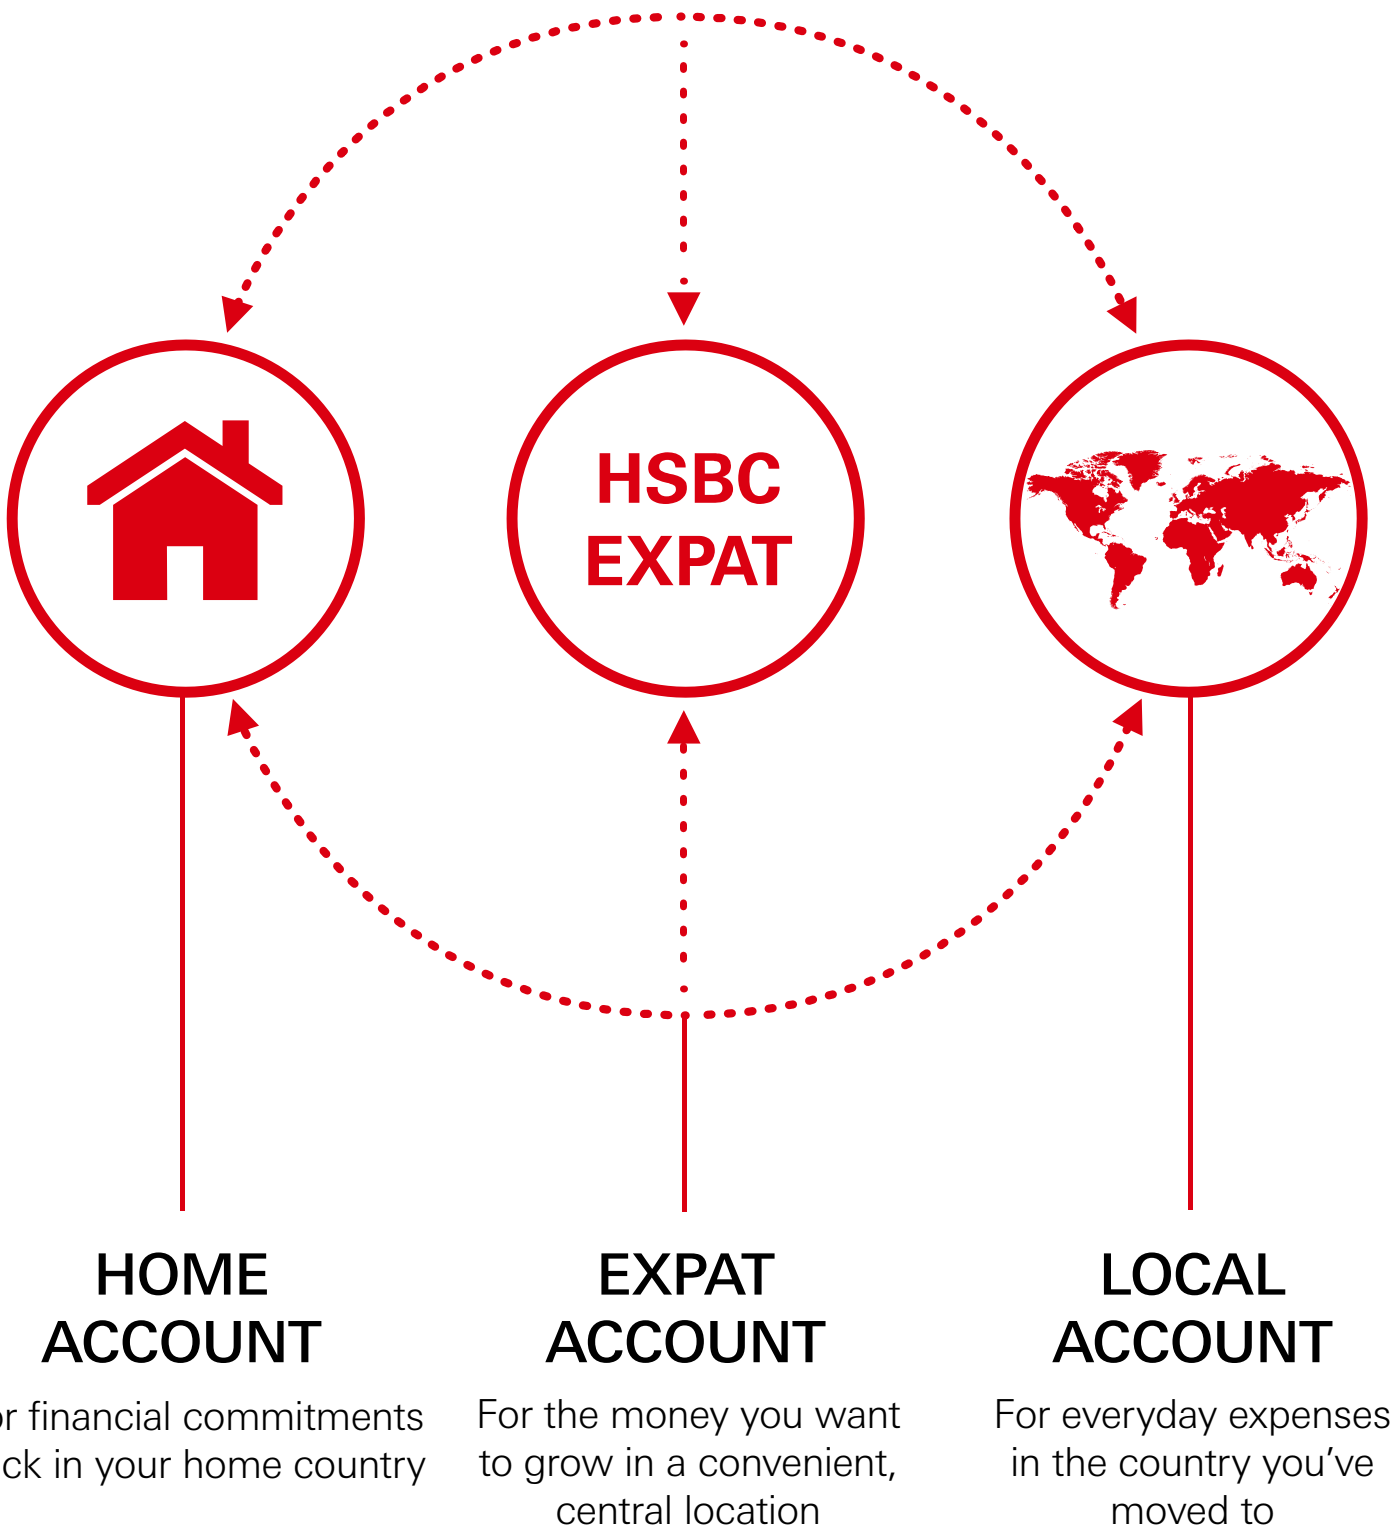 HSBC
EXPAT
HOME
ACCOUNT
financial commitments
in your home country
EXPAT
ACCOUNT
For the money you want
to grow in a convenient,
central location
LOCAL
ACCOUNT
For everyday expenses
in the country you've
moved to